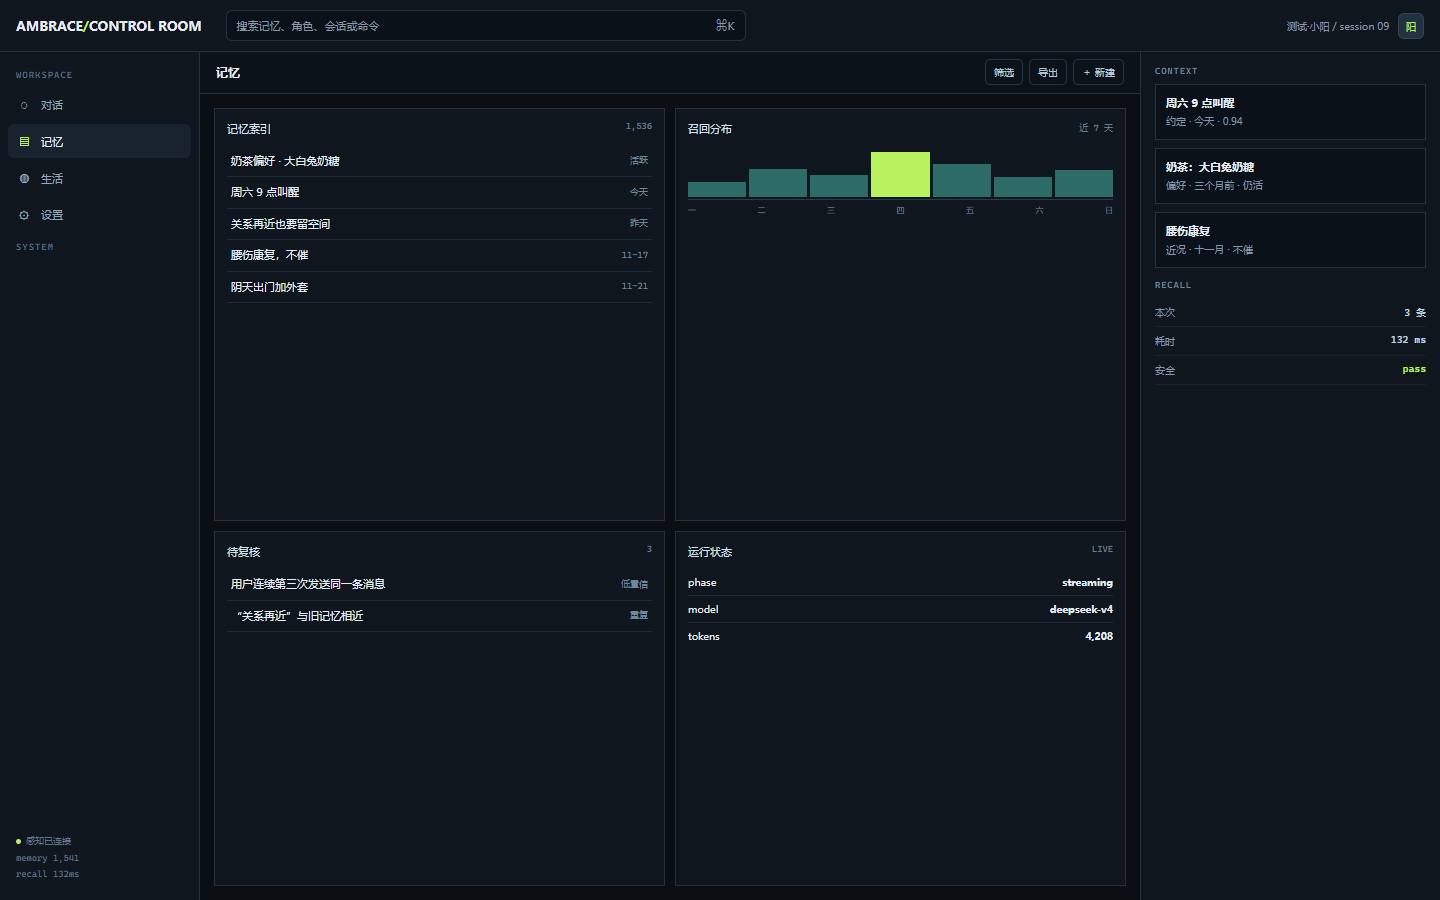 AMBRACE/CONTROL ROOM
搜索记忆、角色、会话或命令 ⌘K
测试·小阳 / session 09 阳
WORKSPACE
对话
记忆
生活
设置
SYSTEM
感知已连接
memory 1,541
recall 132ms
记忆
筛选 导出 + 新建
记忆索引 1,536
奶茶偏好 · 大白兔奶糖 活跃
周六 9 点叫醒 今天
关系再近也要留空间 昨天
腰伤康复，不催 11-17
阴天出门加外套 11-21
召回分布 近 7 天
一 二 三 四 五 六 日
待复核 3
用户连续第三次发送同一条消息 低置信
“关系再近”与旧记忆相近 重复
运行状态 LIVE
phase streaming
model deepseek-v4
tokens 4,208
CONTEXT
周六 9 点叫醒
约定 · 今天 · 0.94
奶茶：大白兔奶糖
偏好 · 三个月前 · 仍活
腰伤康复
近况 · 十一月 · 不催
RECALL
本次 3 条
耗时 132 ms
安全 pass